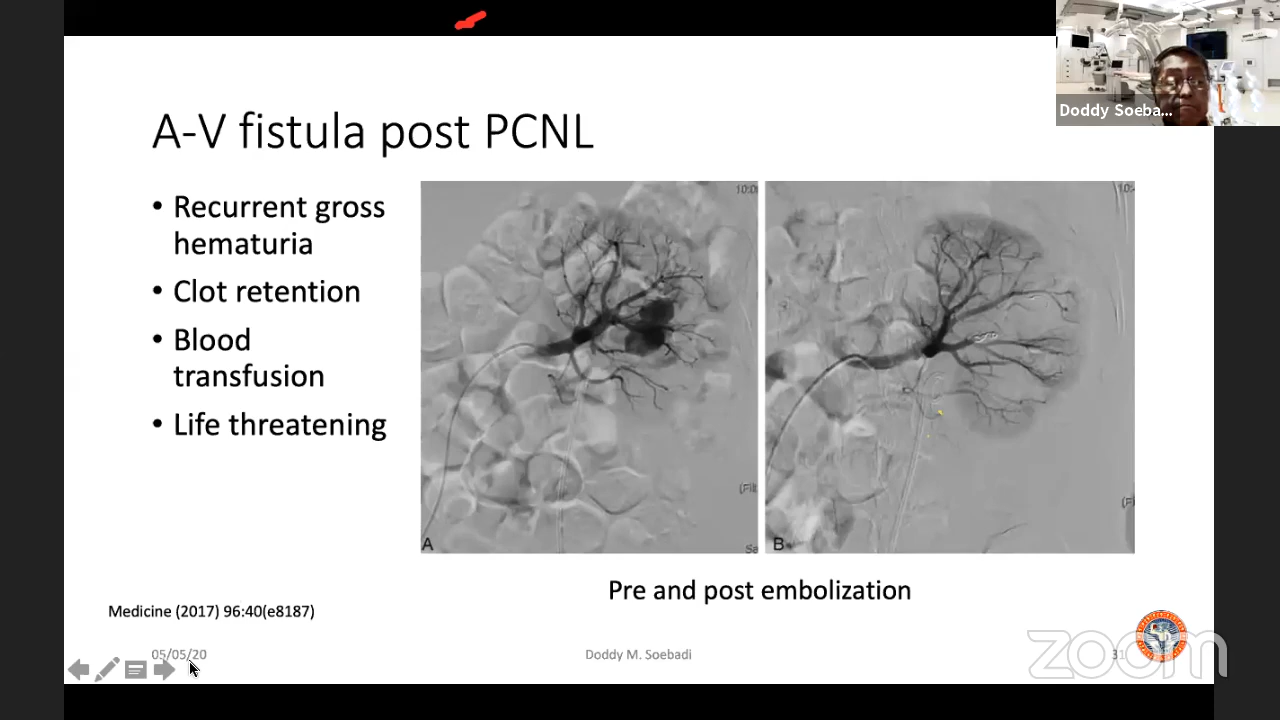 Doddy Soeba...
A-V fistula post PCNL
• Recurrent gross
hematuria
• Clot retention
• Blood
transfusion
• Life threatening
A
B
Pre and post embolization
Medicine (2017) 96:40(e8187)
05/05/20
Doddy M. Soebadi
31
zoom